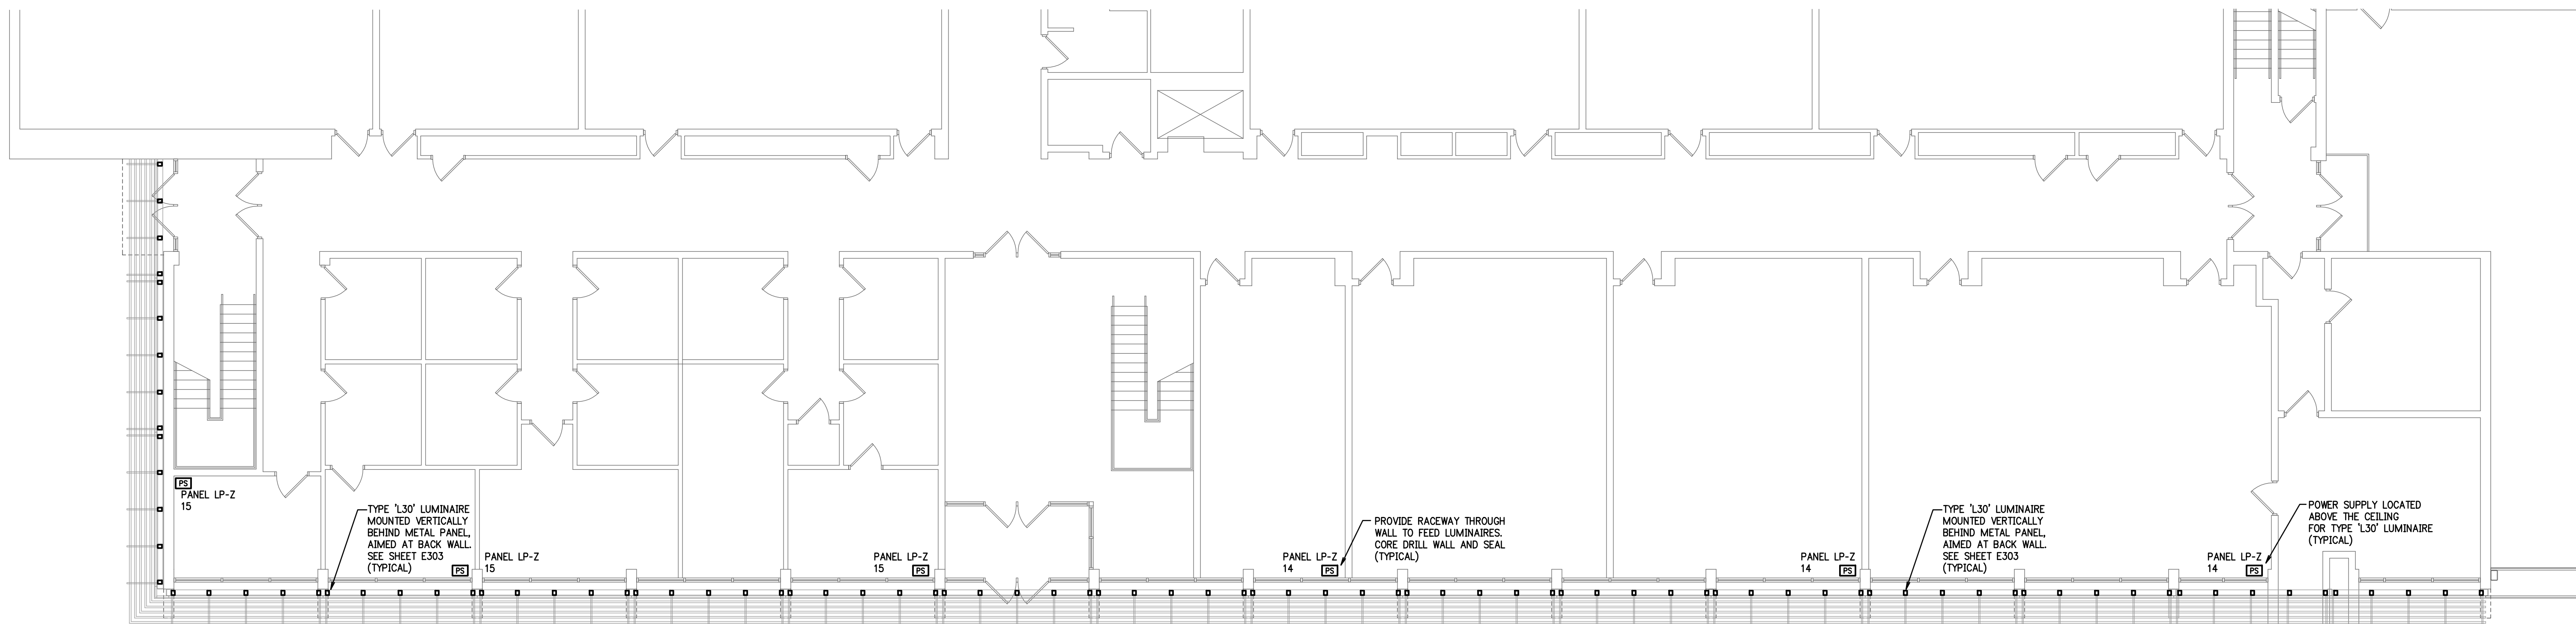 PS
PANEL LP-Z
15
TYPE 'L30' LUMINAIRE
MOUNTED VERTICALLY
BEHIND METAL PANEL,
AIMED AT BACK WALL.
SEE SHEET E303
(TYPICAL)
PS
PANEL LP-Z
15
PANEL LP-Z
15
PS
PANEL LP-Z
14
PS
PROVIDE RACEWAY THROUGH
WALL TO FEED LUMINAIRES.
CORE DRILL WALL AND SEAL
(TYPICAL)
PANEL LP-Z
14
PS
TYPE 'L30' LUMINAIRE
MOUNTED VERTICALLY
BEHIND METAL PANEL,
AIMED AT BACK WALL.
SEE SHEET E303
(TYPICAL)
PANEL LP-Z
14
PS
POWER SUPPLY LOCATED
ABOVE THE CEILING
FOR TYPE 'L30' LUMINAIRE
(TYPICAL)